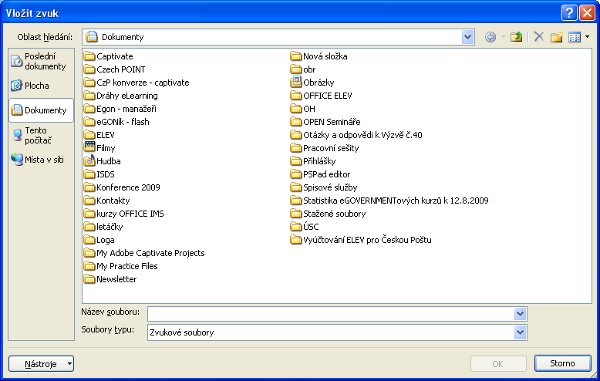 Vložit zvuk
Oblast hledání:
Dokumenty
Poslední
dokumenty
Plocha
Dokumenty
Tento
počítač
Místa v síti
Captivate
Czech POINT
CzP konverze - captivate
Dráhy eLearning
Egon - manažeři
eGONik - flash
ELEV
Filmy
Hudba
ISDS
Konference 2009
Kontakty
kurzy OFFICE IMS
letáčky
Loga
My Adobe Captivate Projects
My Practice Files
Newsletter
Nová složka
obr
Obrázky
OFFICE ELEV
OH
OPEN Semináře
Otázky a odpovědi k Výzvě č.40
Pracovní sešity
Přihlášky
PSPad editor
Spisové služby
Statistika eGOVERNMENTových kurzů k 12.8.2009
Stažené soubory
ÚSC
Vyúčtování ELEV pro Českou Poštu
Název souboru:
Soubory typu:
Zvukové soubory
Nástroje
OK
Storno